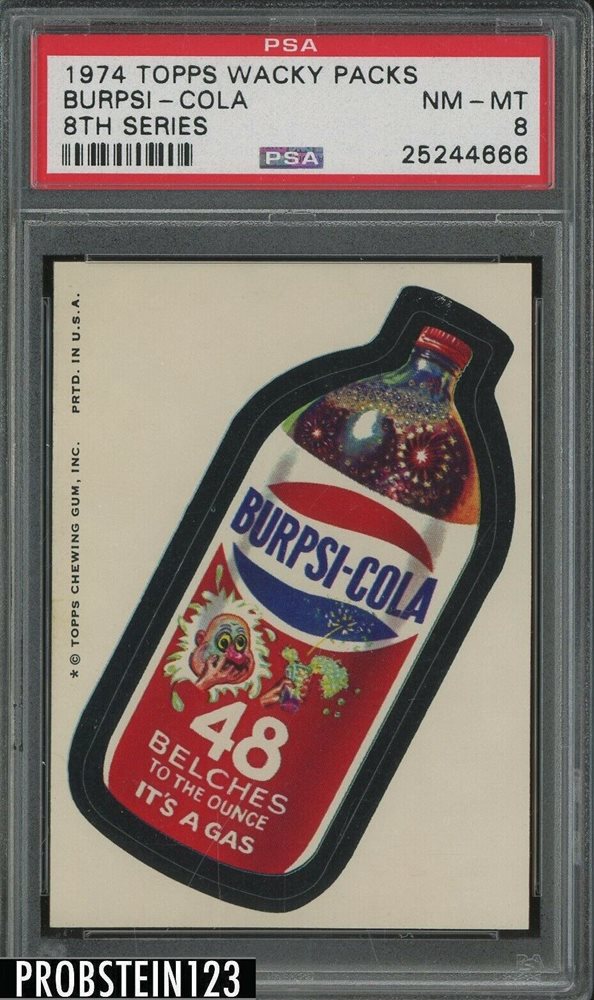 PSA
1974 TOPPS WACKY PACKS
BURPSI-COLA NM-MT
8TH SERIES 8
PSA 25244666
* © TOPPS CHEWING GUM, INC. PRTD. IN U.S.A.
BURPSI-COLA
48
BELCHES
TO THE OUNCE
IT'S A GAS
PROBSTEIN123